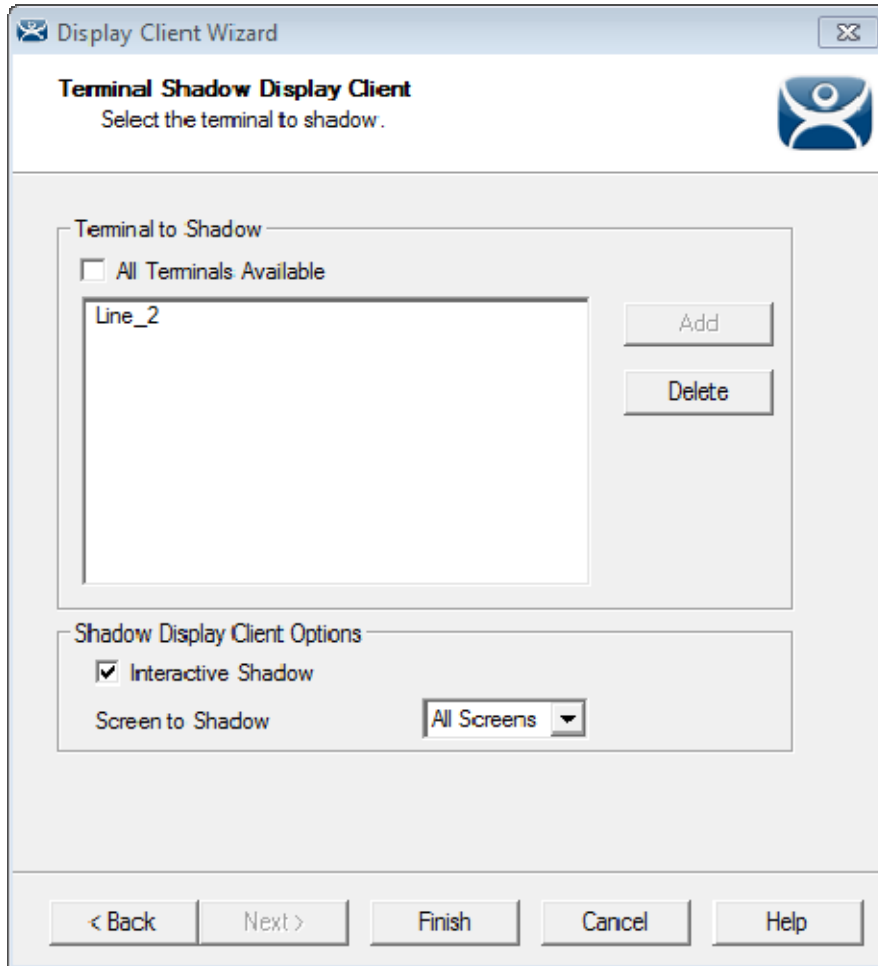 Display Client Wizard
Terminal Shadow Display Client
Select the terminal to shadow.
Terminal to Shadow
All Terminals Available
Line_2
Add
Delete
Shadow Display Client Options
Interactive Shadow
Screen to Shadow All Screens
< Back Next > Finish Cancel Help